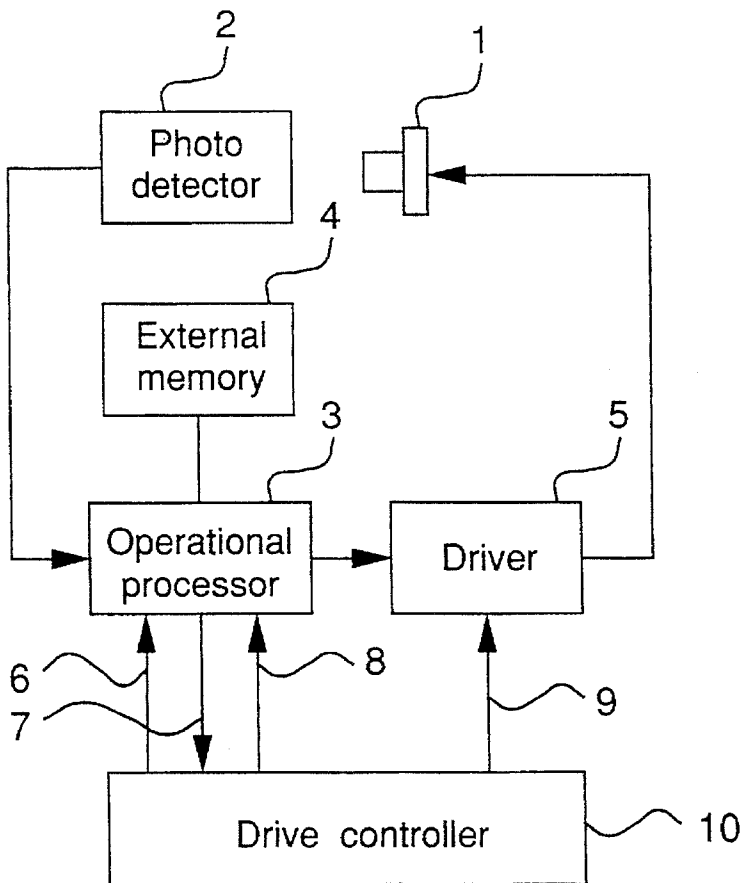 2
1
Photo
detector
4
External
memory
3
5
Operational
processor
Driver
6
7
8
9
Drive controller
10